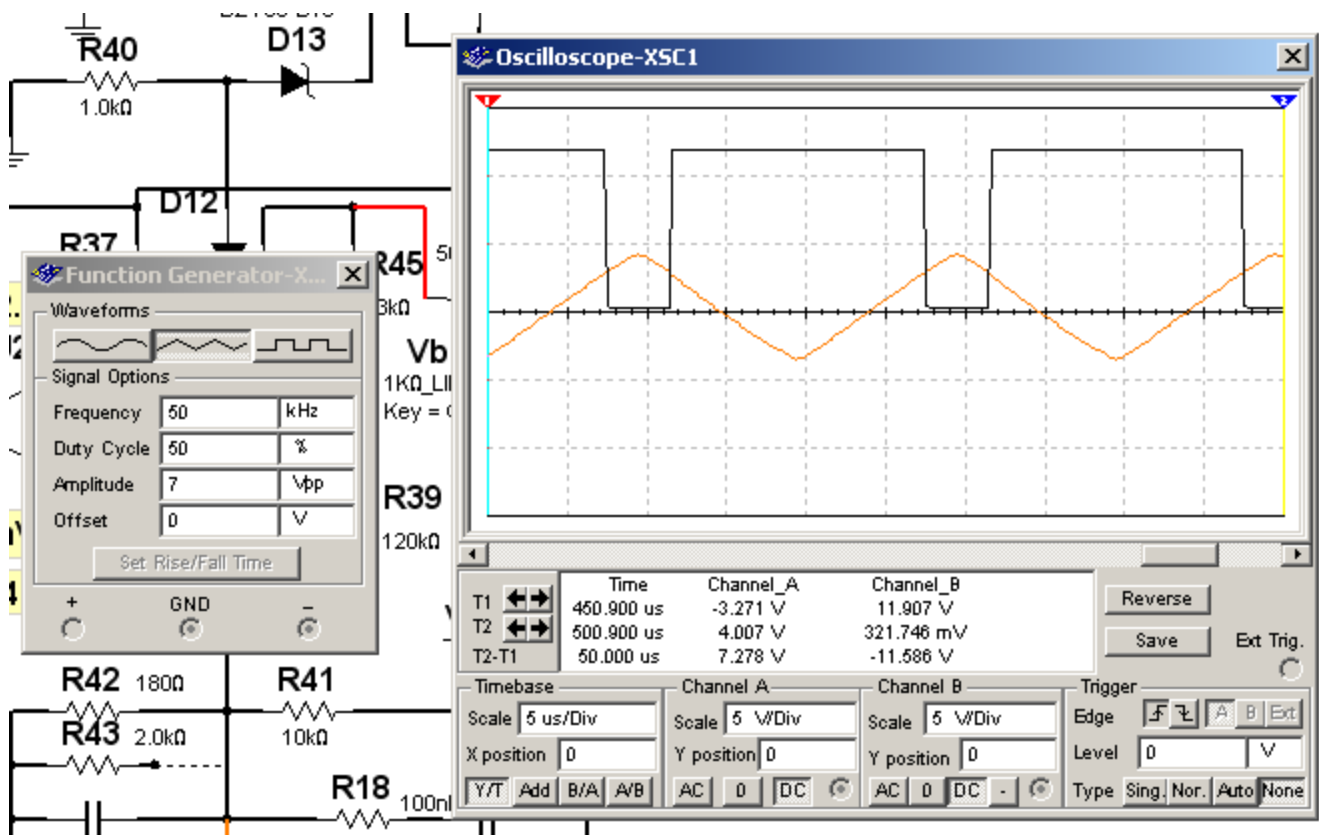 R40
1.0kΩ
D13
D12
R37
R45
3kΩ
Vb
Key =
R39
120kΩ
R42 180Ω
R43 2.0kΩ
R41
10kΩ
R18
Function Generator-X...
Waveforms
Signal Options
Frequency 50 kHz
Duty Cycle 50 %
Amplitude 7 Vpp
Offset 0 V
Set Rise/Fall Time
+ GND –
Oscilloscope-XSC1
1 2
Time Channel_A Channel_B
T1 450.900 us -3.271 V 11.907 V
T2 500.900 us 4.007 V 321.746 mV
T2-T1 50.000 us 7.278 V -11.586 V
Reverse
Save
Ext Trig.
Timebase
Scale 5 us/Div
X position 0
Y/T Add B/A A/B
Channel A
Scale 5 V/Div
Y position 0
AC 0 DC
Channel B
Scale 5 V/Div
Y position 0
AC 0 DC -
Trigger
Edge A B Ext
Level 0 V
Type Sing. Nor. Auto None